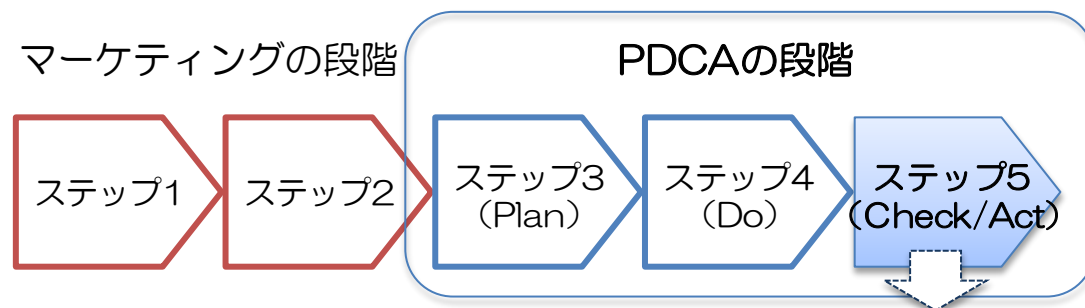 マーケティングの段階
PDCAの段階
ステップ1
ステップ2
ステップ3
(Plan)
ステップ4
(Do)
ステップ5
(Check/Act)